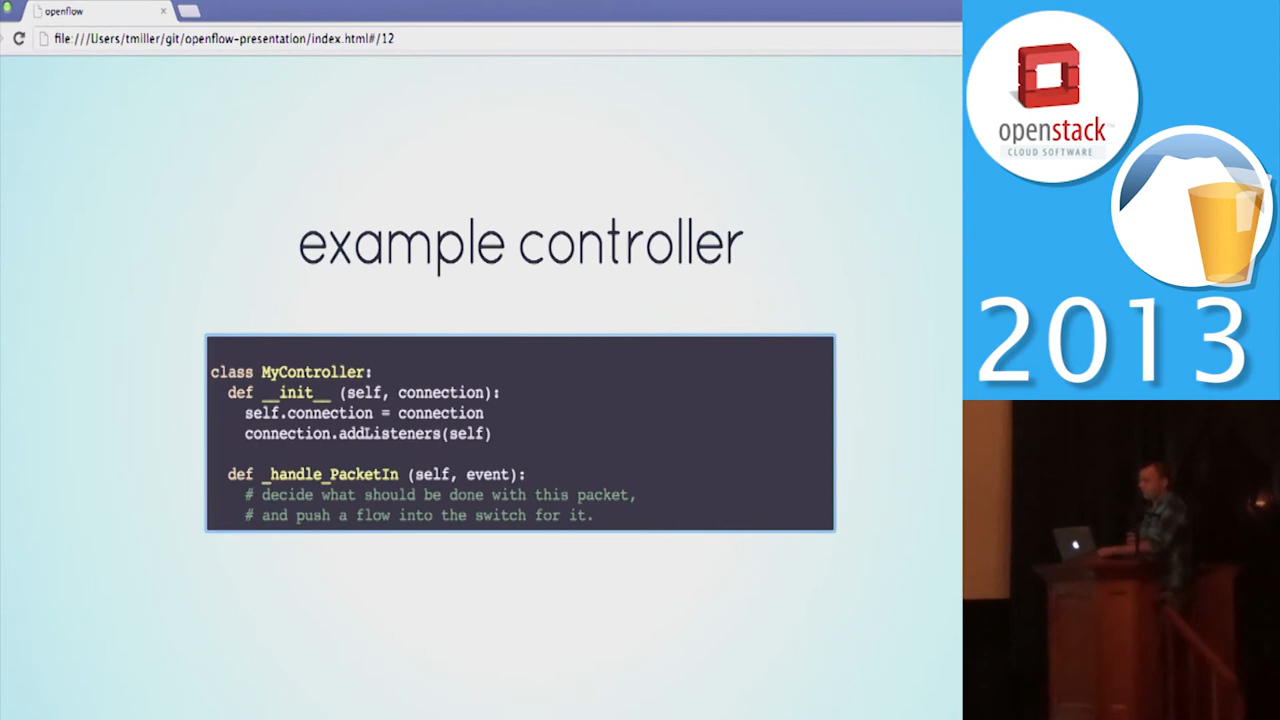 openflow
file:///Users/tmiller/git/openflow-presentation/index.html#/12
example controller
class MyController:
def __init__ (self, connection):
self.connection = connection
connection.addListeners(self)
def _handle_PacketIn (self, event):
# decide what should be done with this packet,
# and push a flow into the switch for it.
openstack
CLOUD SOFTWARE
2013